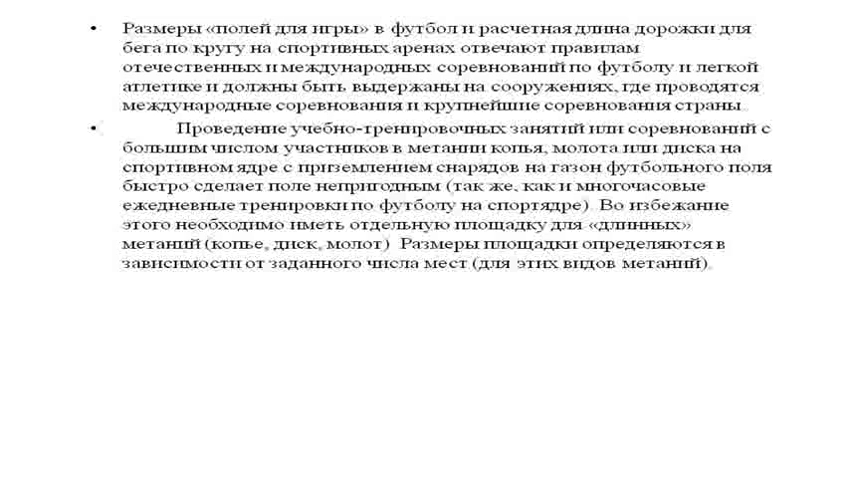 • Размеры «полей для игры» в футбол и расчетная длина дорожки для
бега по кругу на спортивных аренах отвечают правилам
отечественных и международных соревнований по футболу и легкой
атлетике и должны быть выдержаны на сооружениях, где проводятся
международные соревнования и крупнейшие соревнования страны.
• Проведение учебно-тренировочных занятий или соревнований с
большим числом участников в метании копья, молота или диска на
спортивном ядре с приземлением снарядов на газон футбольного поля
быстро сделает поле непригодным (так же, как и многочасовые
ежедневные тренировки по футболу на спортядре). Во избежание
этого необходимо иметь отдельную площадку для «длинных»
метаний (копье, диск, молот). Размеры площадки определяются в
зависимости от заданного числа мест (для этих видов метаний).